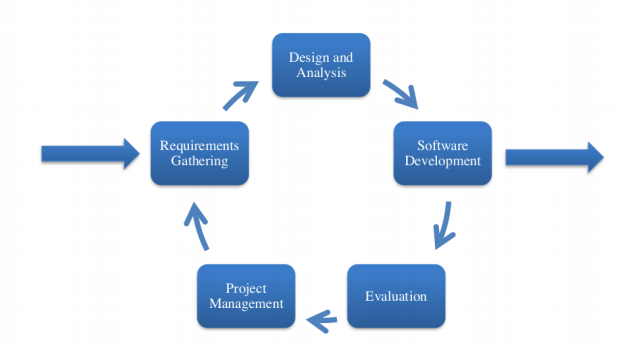 Design and
Analysis
Requirements
Gathering
Software
Development
Project
Management
Evaluation